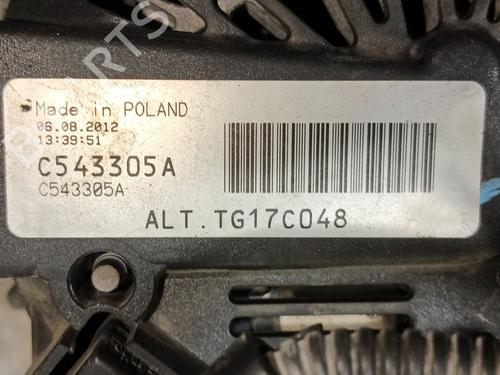 Made in POLAND
06.08.2012
13:39:51
C543305A
C543305A
ALT. TG17C048